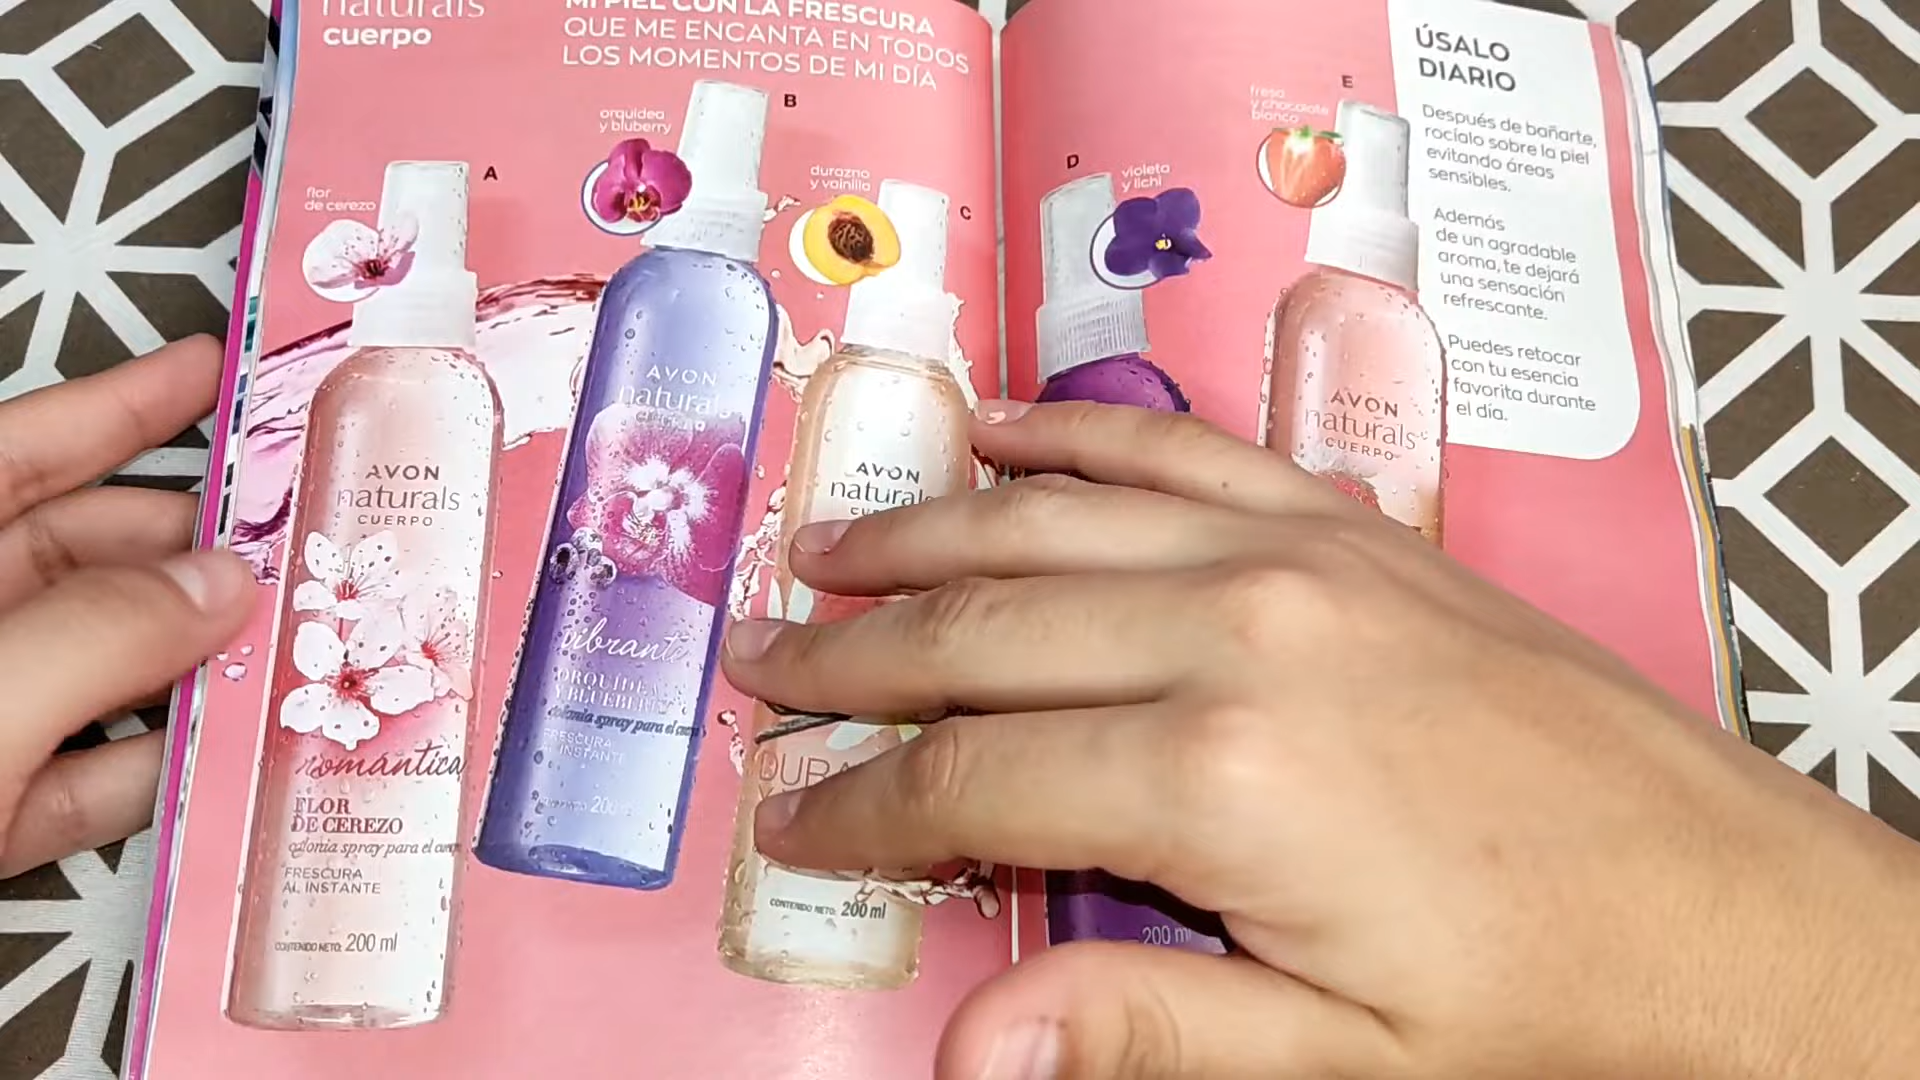 naturals
cuerpo
MI PIEL CON LA FRESCURA
QUE ME ENCANTA EN TODOS
LOS MOMENTOS DE MI DÍA
A
flor
de cerezo
AVON
naturals
CUERPO
romántica
FLOR
DE CEREZO
colonia spray para el
FRESCURA
AL INSTANTE
CONTENIDO NETO: 200 ml
B
orquídea
y bluberry
AVON
naturals
vibrante
ORQUÍDEA
Y BLUEBERRY
colonia spray para el
FRESCURA
AL INSTANTE
200
C
durazno
y vainilla
AVON
naturals
CONTENIDO NETO: 200 ml
D
violeta
y lichi
200 ml
E
fresa
y chocolate
blanco
AVON
naturals
CUERPO
ÚSALO
DIARIO
Después de bañarte,
rocíalo sobre la piel
evitando áreas
sensibles.
Además
de un agradable
aroma, te dejará
una sensación
refrescante.
Puedes retocar
con tu esencia
favorita durante
el día.